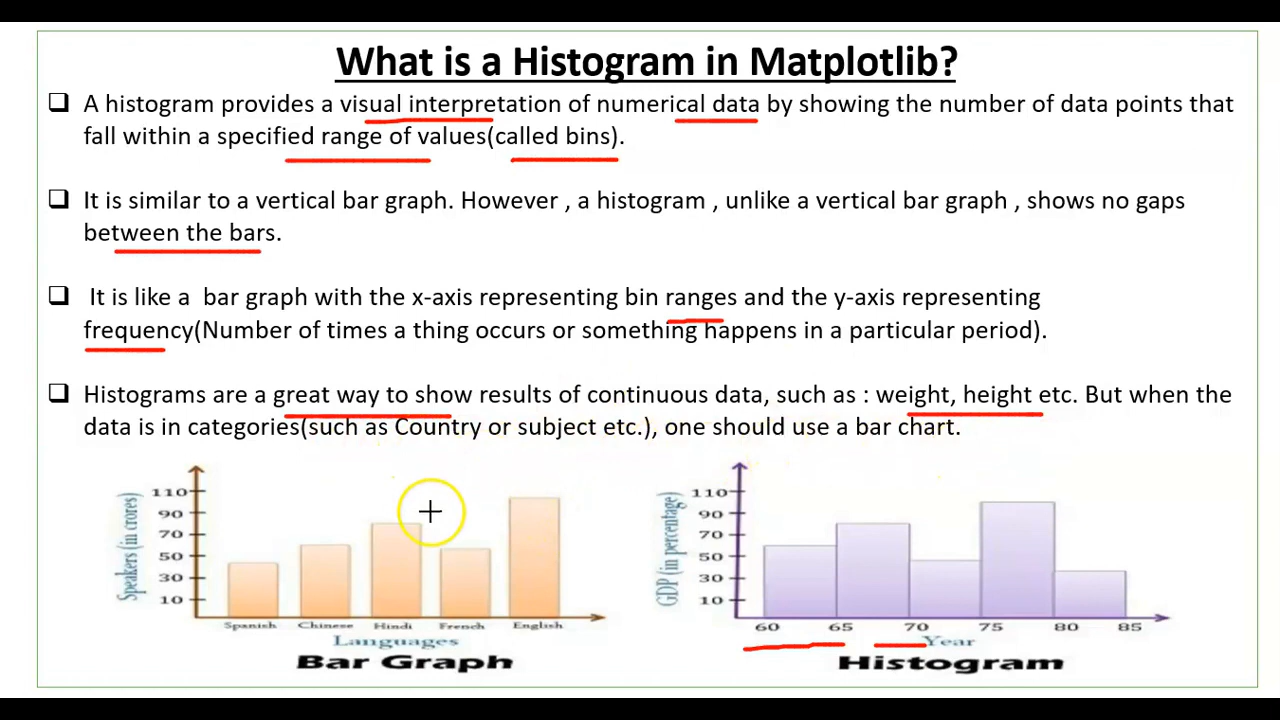 What is a Histogram in Matplotlib?
A histogram provides a visual interpretation of numerical data by showing the number of data points that
fall within a specified range of values(called bins).
It is similar to a vertical bar graph. However , a histogram , unlike a vertical bar graph , shows no gaps
between the bars.
It is like a bar graph with the x-axis representing bin ranges and the y-axis representing
frequency(Number of times a thing occurs or something happens in a particular period).
Histograms are a great way to show results of continuous data, such as : weight, height etc. But when the
data is in categories(such as Country or subject etc.), one should use a bar chart.
Speakers (in crores)
110
90
70
50
30
10
Spanish Chinese Hindi French English
Languages
Bar Graph
GDP (in percentage)
110
90
70
50
30
10
60 65 70 75 80 85
Year
Histogram